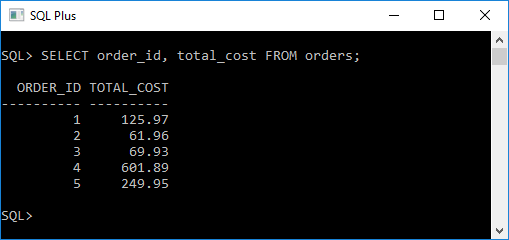 SQL Plus
SQL> SELECT order_id, total_cost FROM orders;
ORDER_ID TOTAL_COST
---------- ----------
1 125.97
2 61.96
3 69.93
4 601.89
5 249.95
SQL>